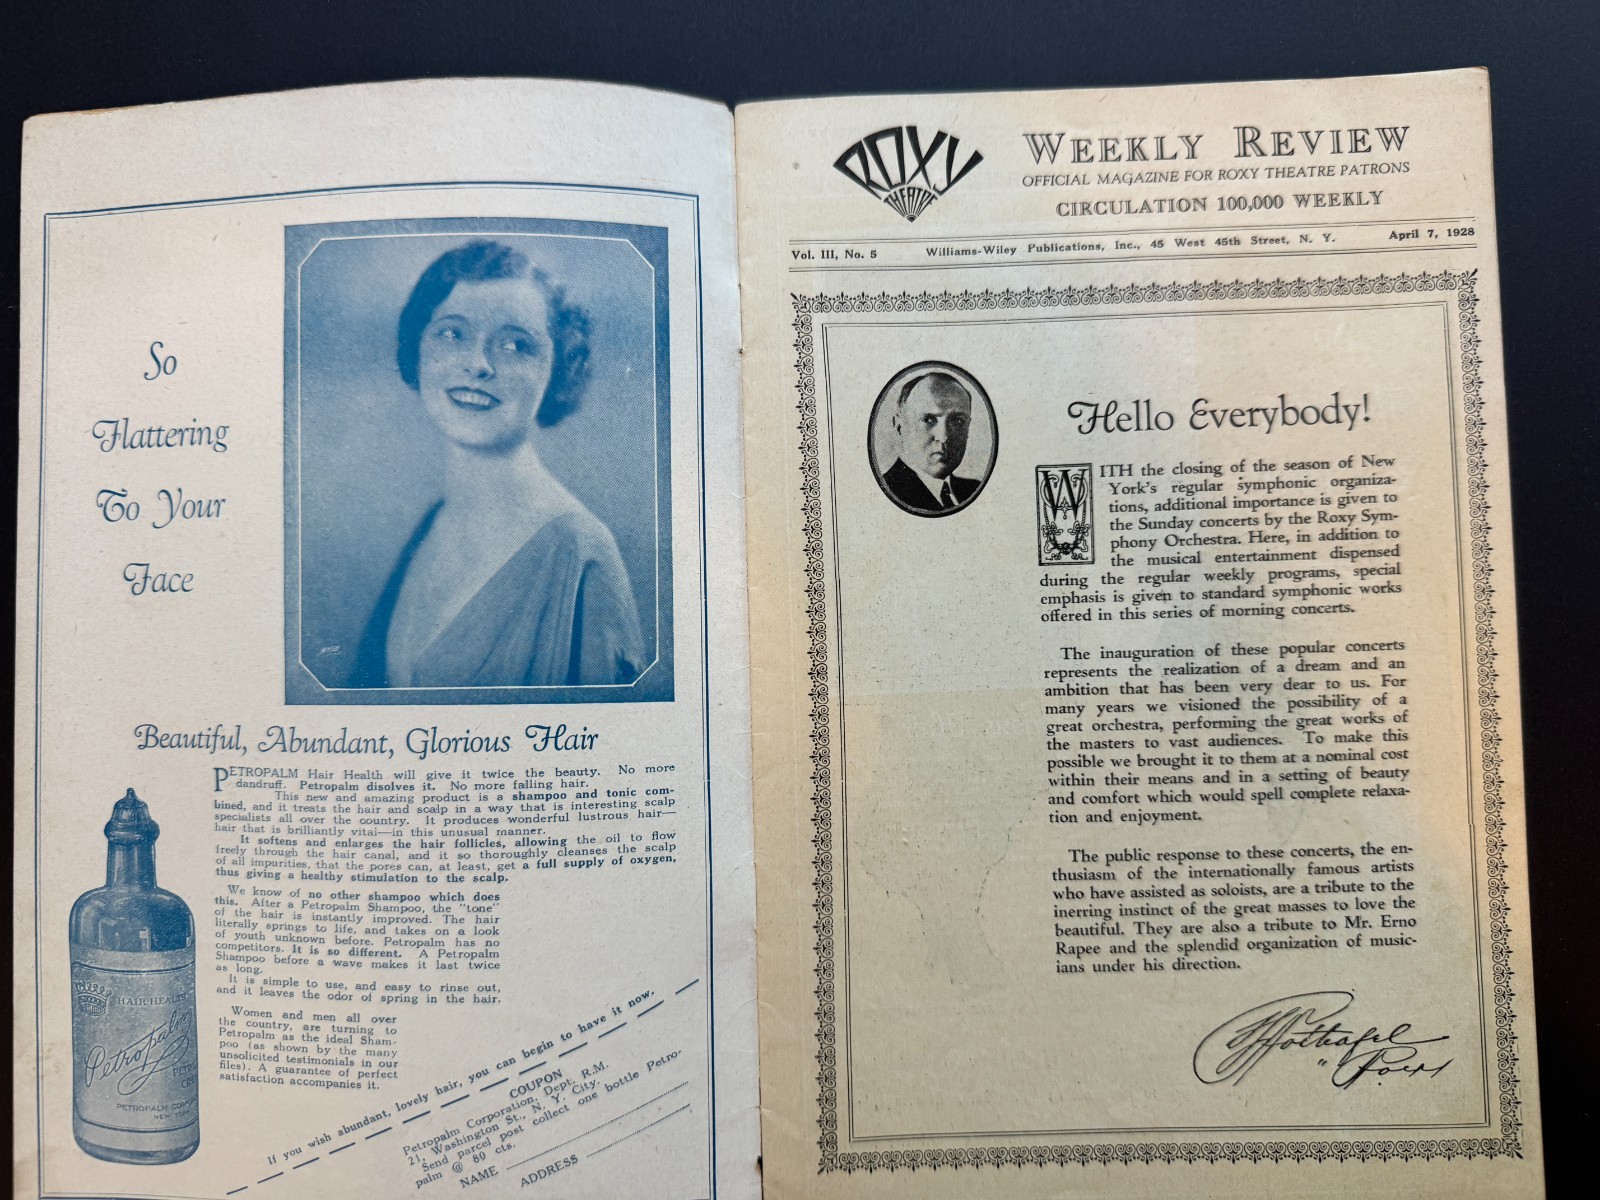 So
Flattering
To Your
Face
Beautiful, Abundant, Glorious Hair
PETROPALM Hair Health will give it twice the beauty. No more
dandruff. Petropalm disolves it. No more falling hair.
This new and amazing product is a shampoo and tonic com-
bined, and it treats the hair and scalp in a way that is interesting scalp
specialists all over the country. It produces wonderful lustrous hair—
hair that is brilliantly vital—in this unusual manner.
It softens and enlarges the hair follicles, allowing the oil to flow
freely through the hair canal, and it so thoroughly cleanses the scalp
of all impurities, that the pores can, at least, get a full supply of oxygen,
thus giving a healthy stimulation to the scalp.
We know of no other shampoo which does
this. After a Petropalm Shampoo, the "tone"
of the hair is instantly improved. The hair
literally springs to life, and takes on a look
of youth unknown before. Petropalm has no
competitors. It is so different. A Petropalm
Shampoo before a wave makes it last twice
as long.
It is simple to use, and easy to rinse out,
and it leaves the odor of spring in the hair.
Women and men all over
the country, are turning to
Petropalm as the ideal Sham-
poo (as shown by the many
unsolicited testimonials in our
files). A guarantee of perfect
satisfaction accompanies it.
HAIR HEALTH
Petropalm
PETROPALM CORPO
NEW YORK
If you wish abundant, lovely hair, you can begin to have it now.
COUPON
Petropalm Corporation, Dept. R.M.
21, Washington St., N. Y. City.
Send parcel post collect one bottle Petro-
palm @ 80 cts.
NAME
ADDRESS
ROXY
THEATRE
WEEKLY REVIEW
OFFICIAL MAGAZINE FOR ROXY THEATRE PATRONS
CIRCULATION 100,000 WEEKLY
Vol. III, No. 5 Williams-Wiley Publications, Inc., 45 West 45th Street, N. Y. April 7, 1928
Hello Everybody!
WITH the closing of the season of New
York's regular symphonic organiza-
tions, additional importance is given to
the Sunday concerts by the Roxy Sym-
phony Orchestra. Here, in addition to
the musical entertainment dispensed
during the regular weekly programs, special
emphasis is given to standard symphonic works
offered in this series of morning concerts.
The inauguration of these popular concerts
represents the realization of a dream and an
ambition that has been very dear to us. For
many years we visioned the possibility of a
great orchestra, performing the great works of
the masters to vast audiences. To make this
possible we brought it to them at a nominal cost
within their means and in a setting of beauty
and comfort which would spell complete relaxa-
tion and enjoyment.
The public response to these concerts, the en-
thusiasm of the internationally famous artists
who have assisted as soloists, are a tribute to the
inerring instinct of the great masses to love the
beautiful. They are also a tribute to Mr. Erno
Rapee and the splendid organization of music-
ians under his direction.
S L Rothafel
"Roxy